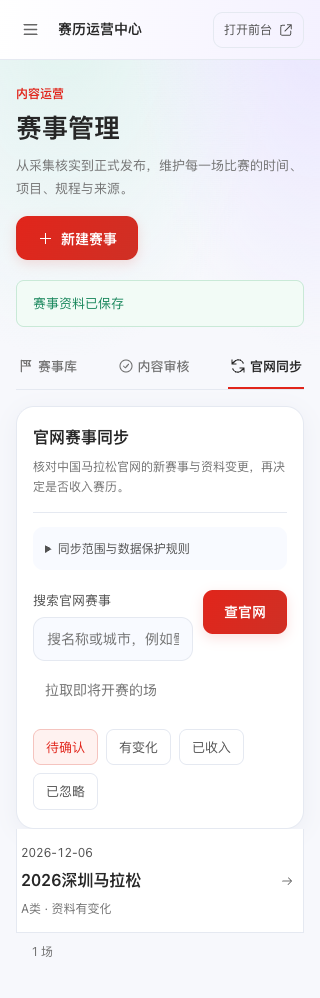 赛历运营中心
打开前台
内容运营
赛事管理
从采集核实到正式发布，维护每一场比赛的时间、
项目、规程与来源。
新建赛事
赛事资料已保存
赛事库
内容审核
官网同步
官网赛事同步
核对中国马拉松官网的新赛事与资料变更，再决
定是否收入赛历。
同步范围与数据保护规则
搜索官网赛事
查官网
搜名称或城市，例如
拉取即将开赛的场
待确认
有变化
已收入
已忽略
2026-12-06
2026深圳马拉松
A类 · 资料有变化
1 场